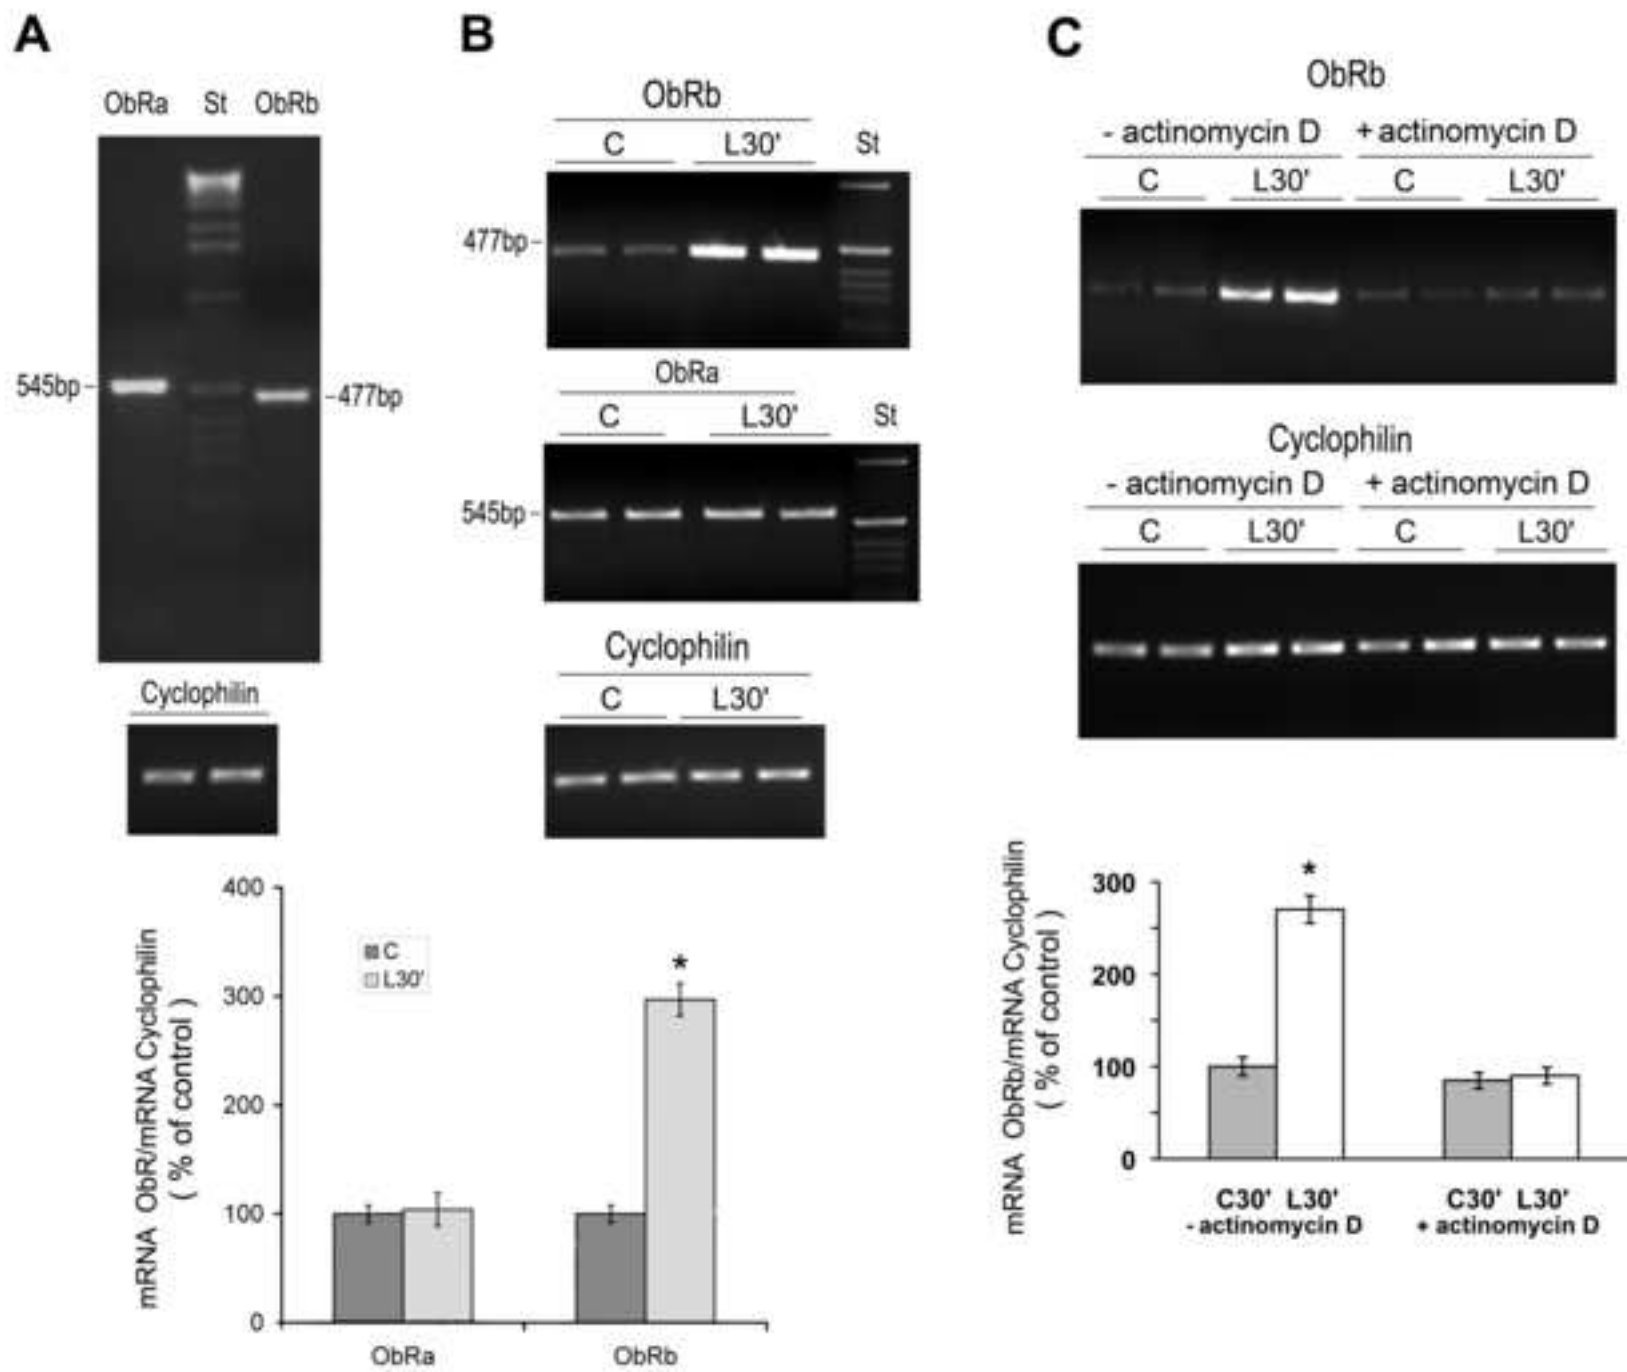 A
ObRa St ObRb
545bp
477bp
Cyclophilin
B
ObRb
C L30' St
477bp
ObRa
C L30' St
545bp
Cyclophilin
C L30'
mRNA ObR/mRNA Cyclophilin
( % of control )
400
300
200
100
0
C
L30'
*
ObRa ObRb
C
ObRb
- actinomycin D + actinomycin D
C L30' C L30'
Cyclophilin
- actinomycin D + actinomycin D
C L30' C L30'
mRNA ObRb/mRNA Cyclophilin
( % of control )
300
200
100
0
*
C30' L30' C30' L30'
- actinomycin D + actinomycin D